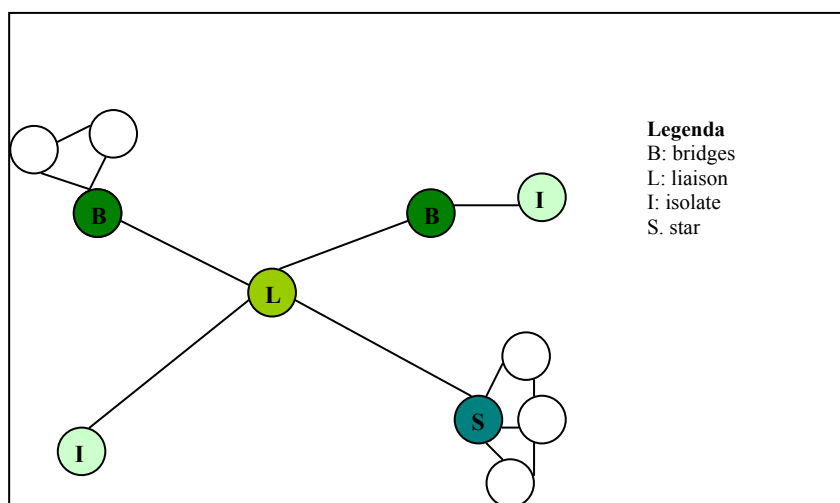 Legenda
B: bridges
L: liaison
I: isolate
S. star
B
B
I
L
S
I